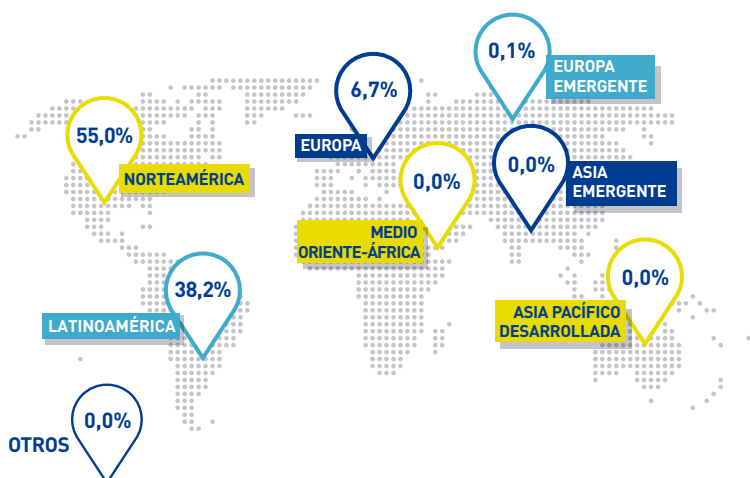 0,1%
EUROPA
EMERGENTE
6,7%
EUROPA
55,0%
NORTEAMÉRICA
0,0%
ASIA
EMERGENTE
0,0%
MEDIO
ORIENTE-ÁFRICA
38,2%
LATINOAMÉRICA
0,0%
ASIA PACÍFICO
DESARROLLADA
0,0%
OTROS